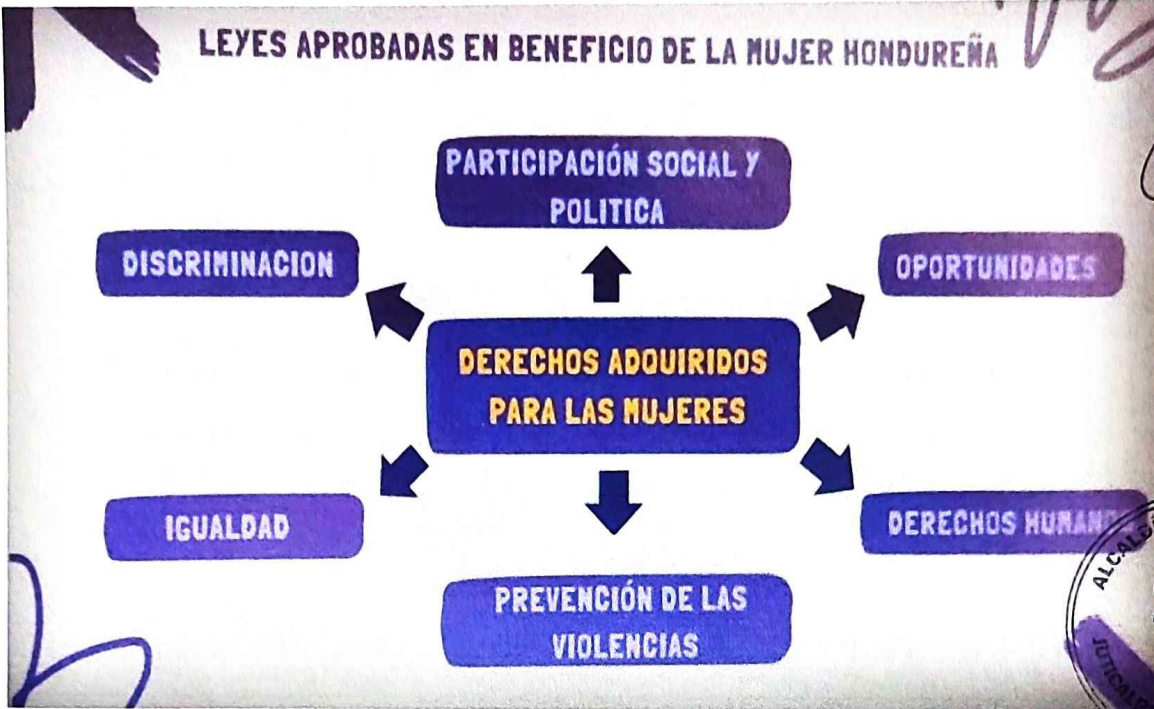 LEYES APROBADAS EN BENEFICIO DE LA MUJER HONDUREÑA
PARTICIPACIÓN SOCIAL Y
POLITICA
DISCRIMINACION
OPORTUNIDADES
DERECHOS ADQUIRIDOS
PARA LAS MUJERES
IGUALDAD
DERECHOS
PREVENCIÓN DE LAS
VIOLENCIAS